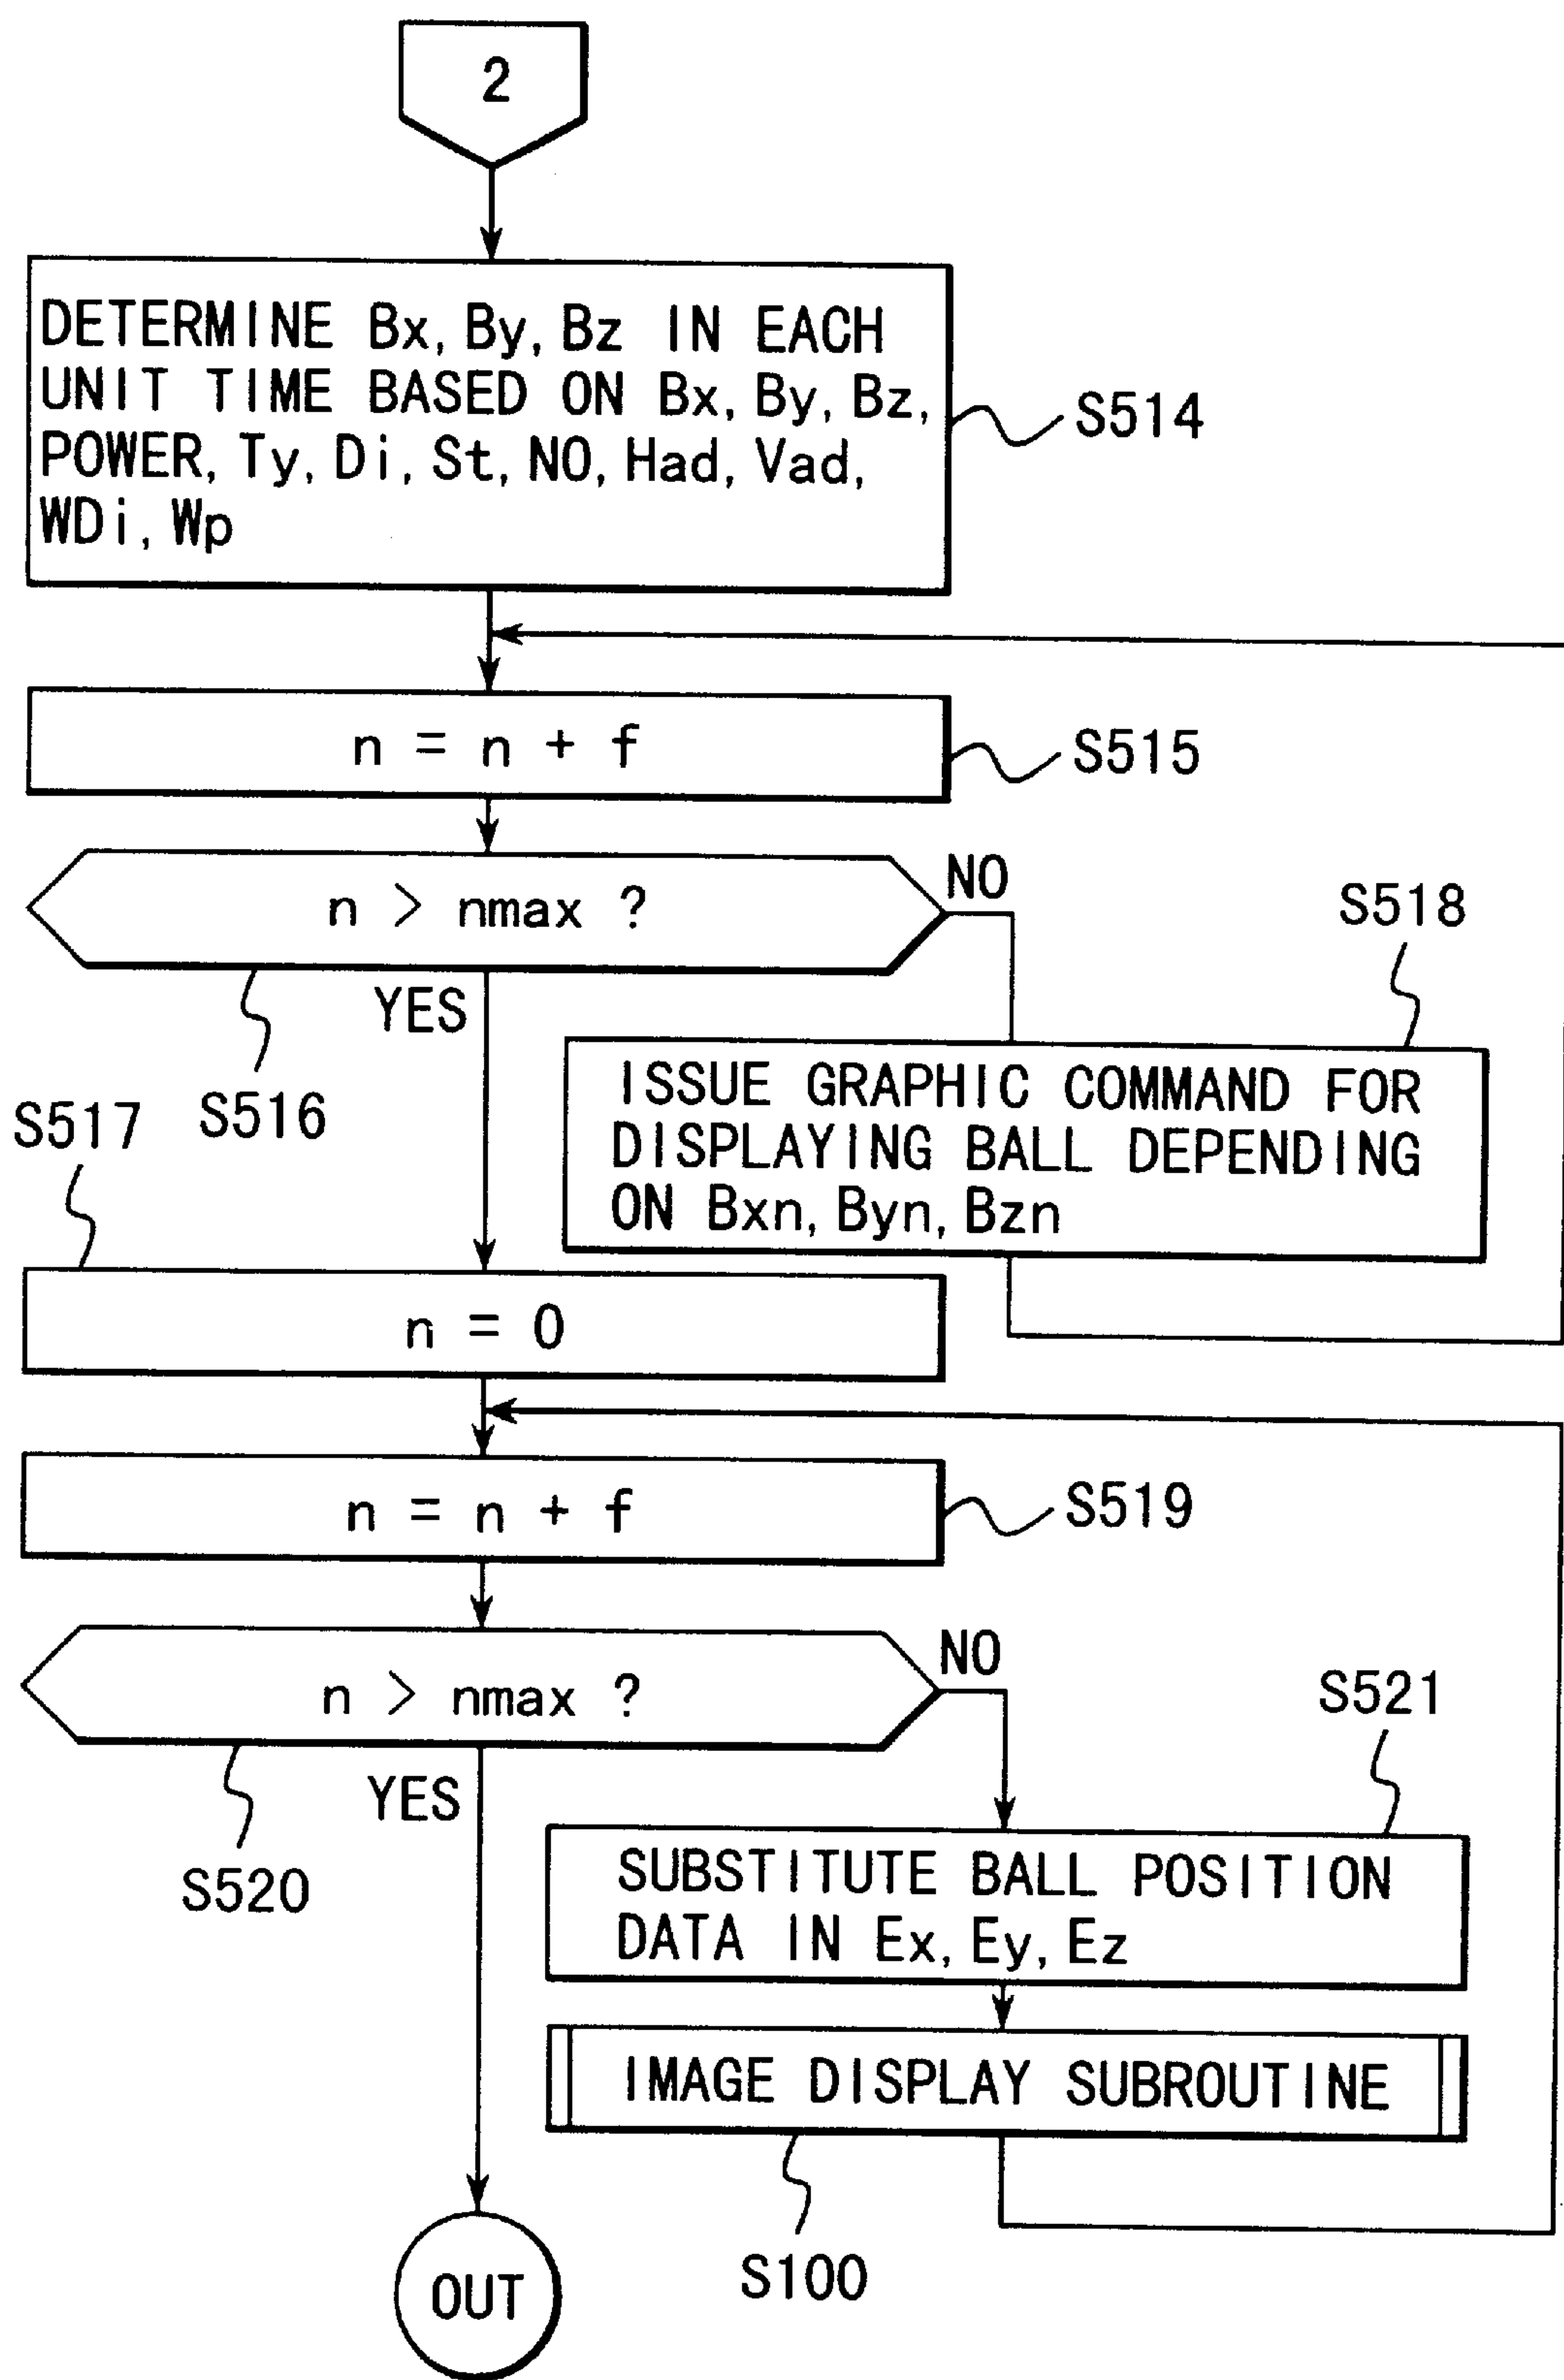 2
DETERMINE Bx, By, Bz IN EACH
UNIT TIME BASED ON Bx, By, Bz,
POWER, Ty, Di, St, NO, Had, Vad,
WDi, Wp
S514
n = n + f
S515
n > nmax ?
NO
YES
S516
S518
ISSUE GRAPHIC COMMAND FOR
DISPLAYING BALL DEPENDING
ON Bxn, Byn, Bzn
S517
n = 0
n = n + f
S519
n > nmax ?
NO
YES
S520
S521
SUBSTITUTE BALL POSITION
DATA IN Ex, Ey, Ez
IMAGE DISPLAY SUBROUTINE
S100
OUT